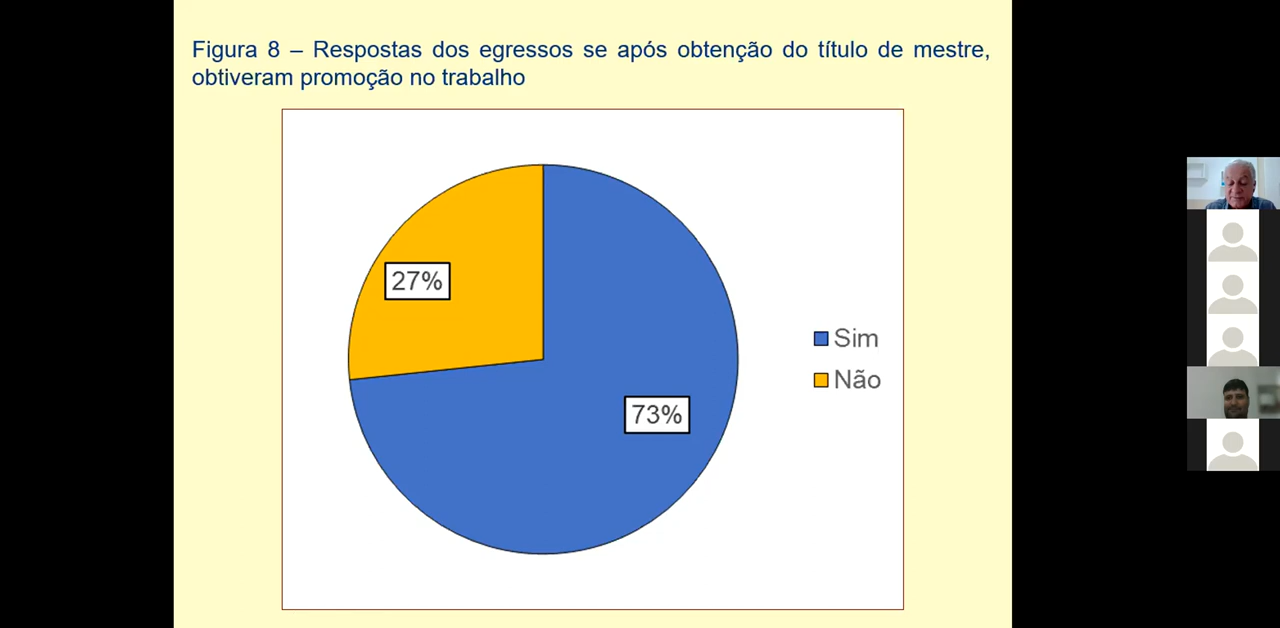 Figura 8 – Respostas dos egressos se após obtenção do título de mestre,
obtiveram promoção no trabalho
27%
73%
Sim
Não